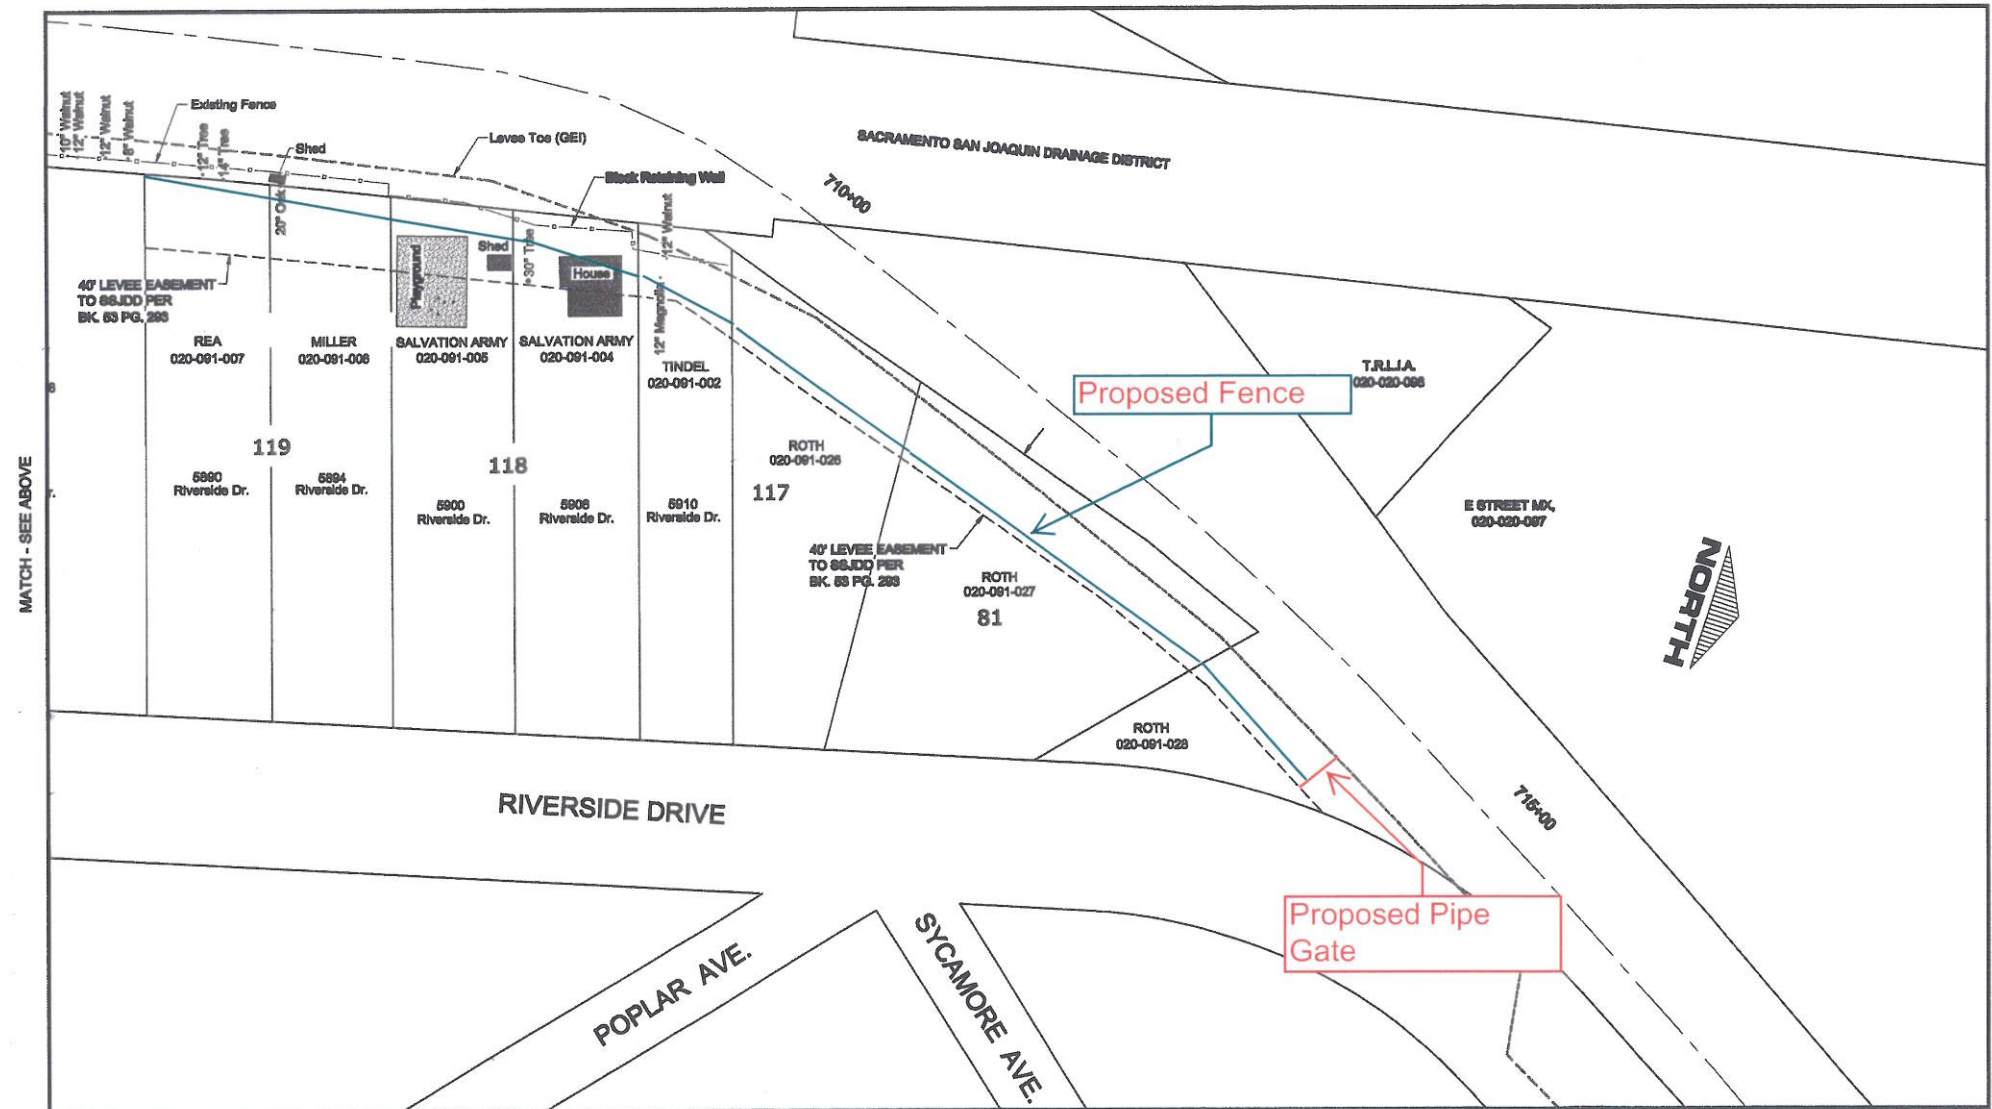 10" Walnut
12" Walnut
12" Walnut
8" Walnut
Existing Fence
12" Tree
14" Tree
Shed
Levee Toe (GEI)
Block Retaining Wall
SACRAMENTO SAN JOAQUIN DRAINAGE DISTRICT
710+00
20" Oak
Playground
Shed
30" Tree
House
12" Walnut
12" Magnolia
40' LEVEE EASEMENT
TO SSJDD PER
BK. 53 PG. 293
REA
020-091-007
MILLER
020-091-006
SALVATION ARMY
020-091-005
SALVATION ARMY
020-091-004
TINDEL
020-091-002
T.R.L.I.A.
020-020-096
Proposed Fence
119
118
ROTH
020-091-026
117
5890
Riverside Dr.
5894
Riverside Dr.
5900
Riverside Dr.
5906
Riverside Dr.
5910
Riverside Dr.
E STREET MX,
020-020-097
MATCH - SEE ABOVE
40' LEVEE EASEMENT
TO SSJDD PER
BK. 53 PG. 293
ROTH
020-091-027
81
NORTH
ROTH
020-091-028
RIVERSIDE DRIVE
715+00
Proposed Pipe
Gate
POPLAR AVE.
SYCAMORE AVE.